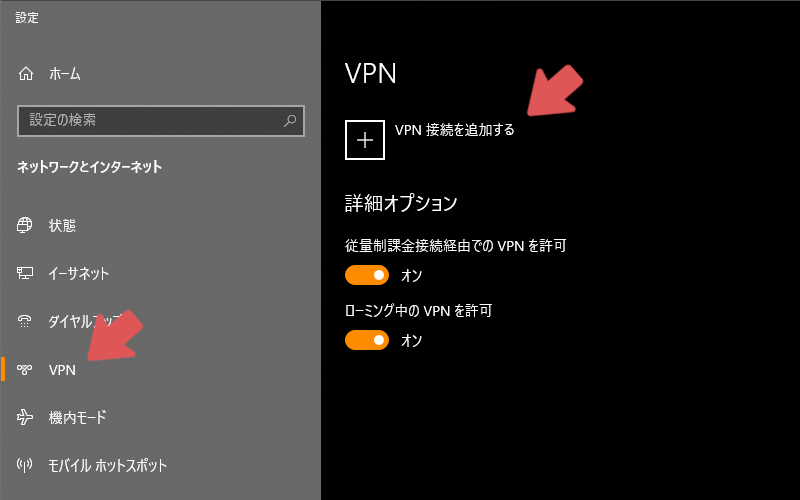 設定
ホーム
設定の検索
ネットワークとインターネット
状態
イーサネット
ダイヤルアップ
VPN
機内モード
モバイル ホットスポット
VPN
VPN 接続を追加する
詳細オプション
従量制課金接続経由での VPN を許可
オン
ローミング中の VPN を許可
オン